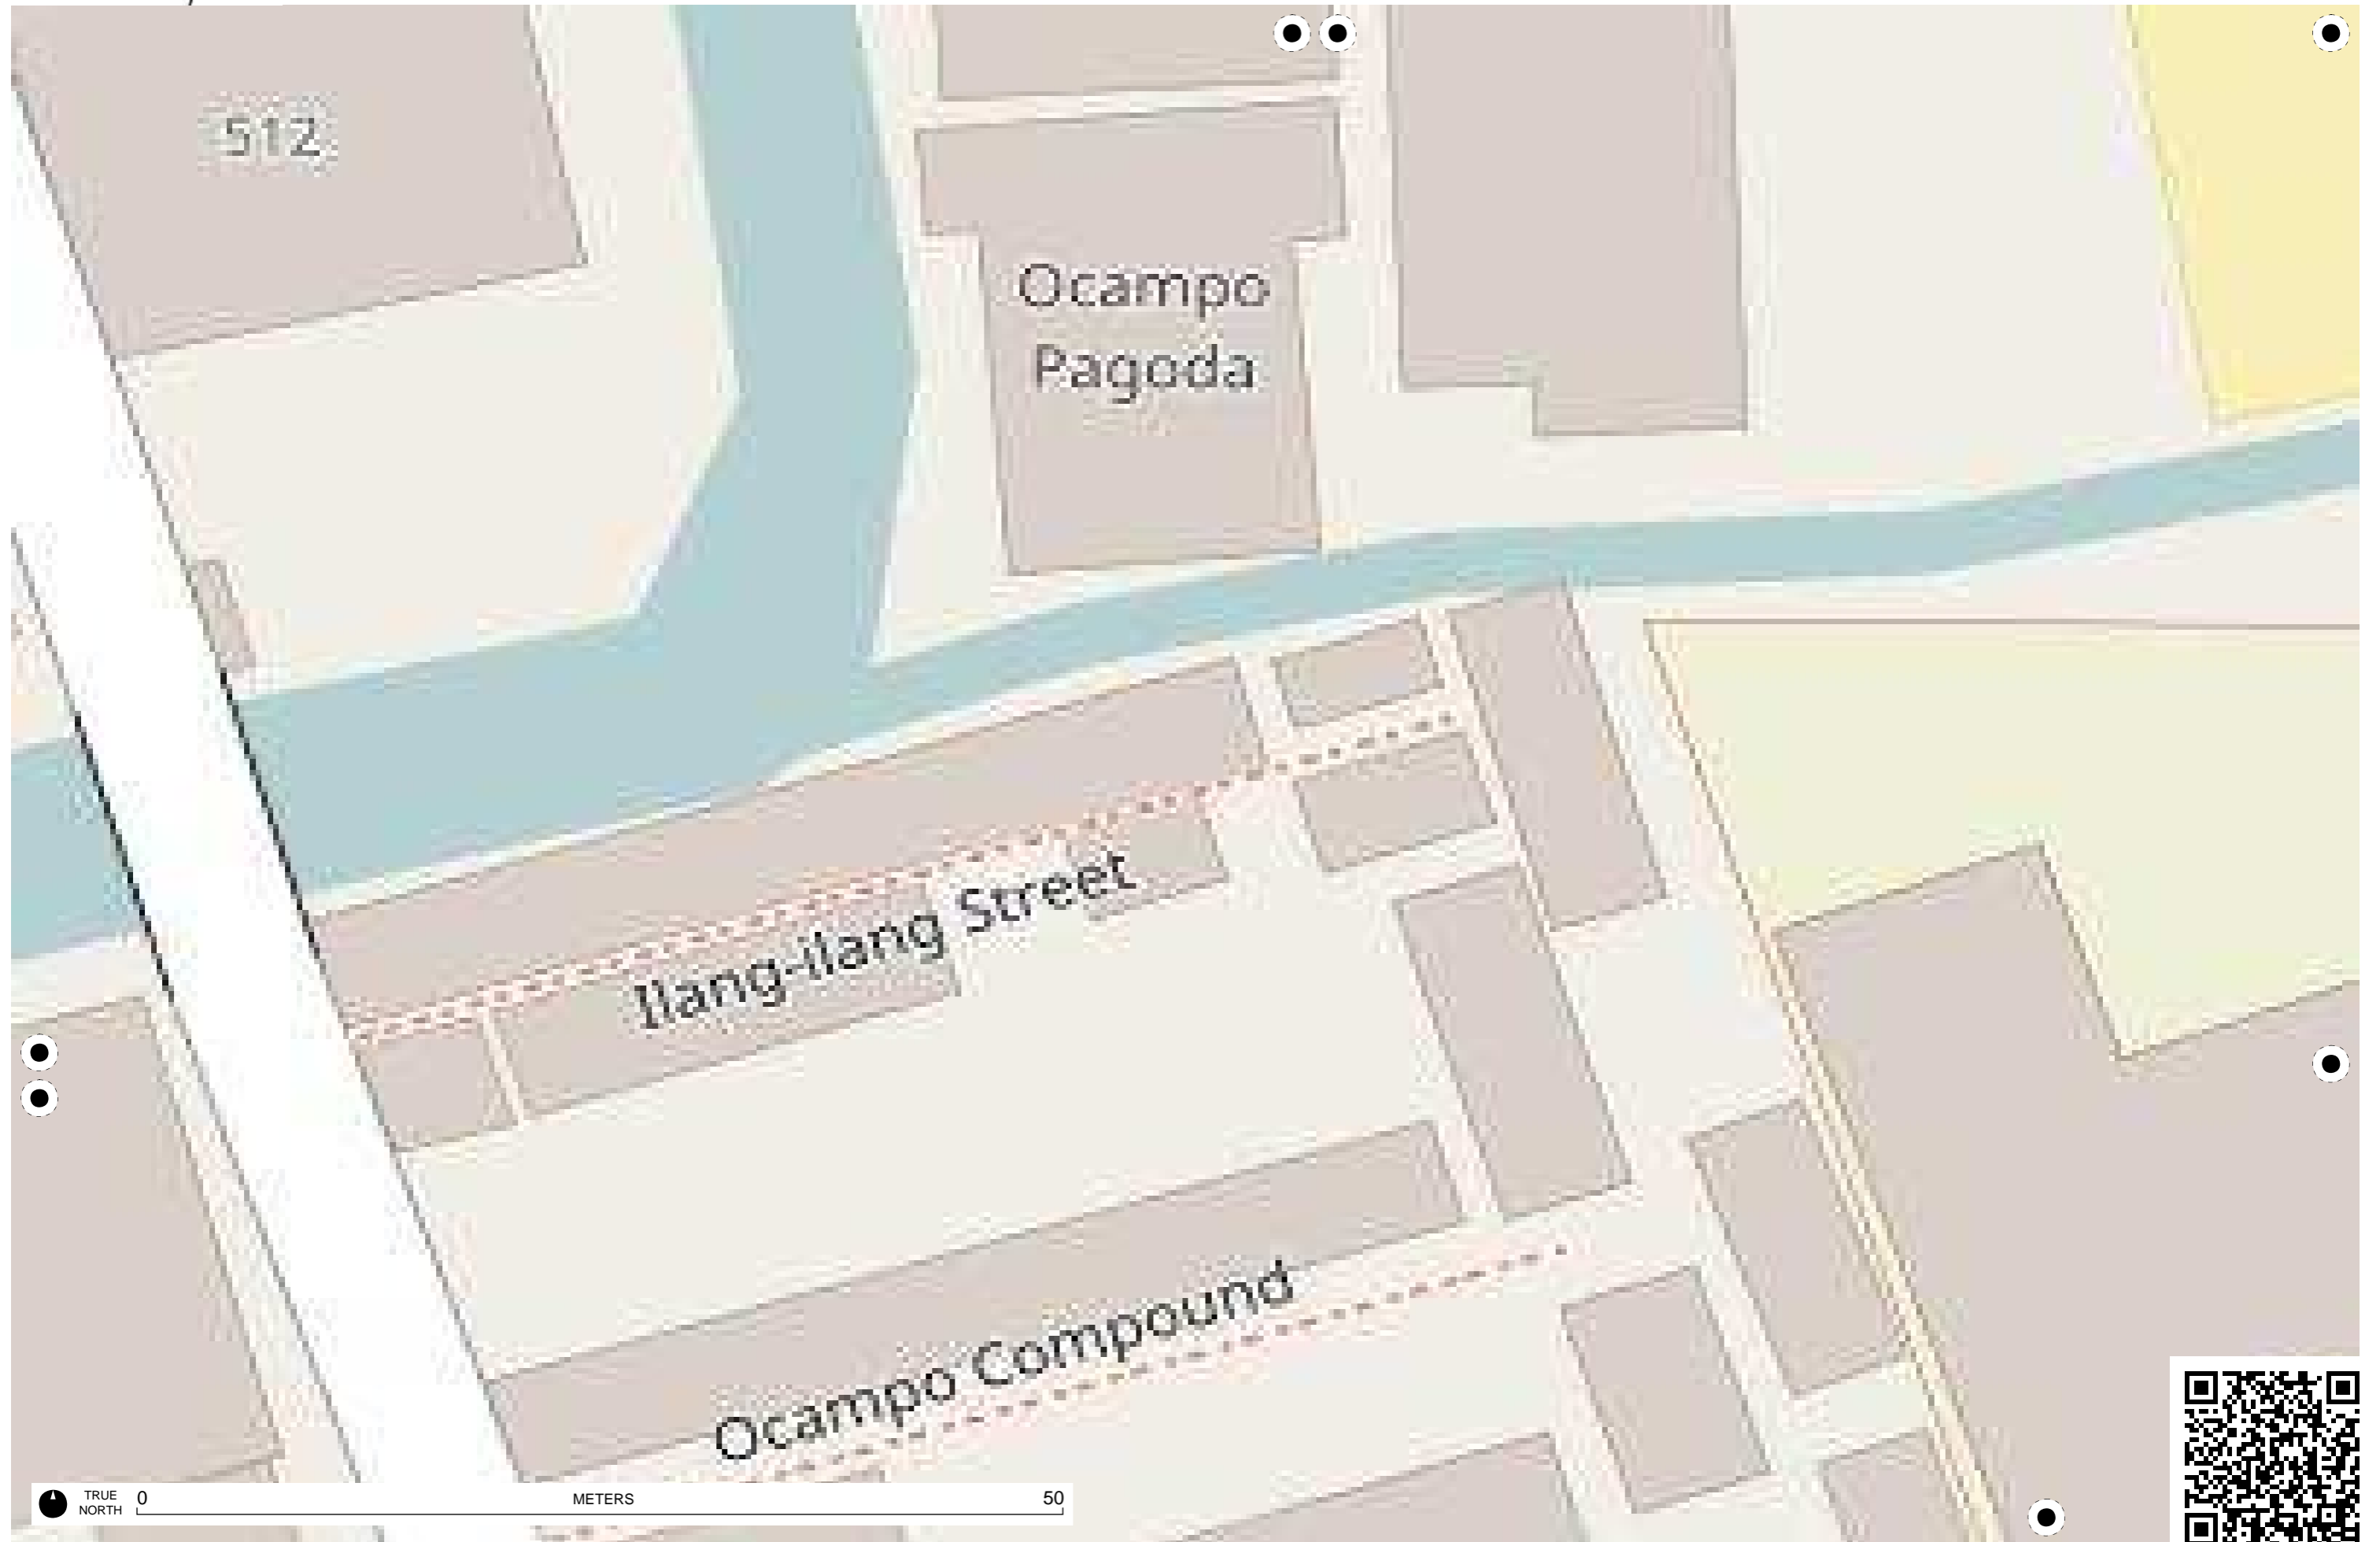 512
Ocampo
Pagoda
Ilang-ilang Street
Ocampo Compound
TRUE
NORTH
0
METERS
50